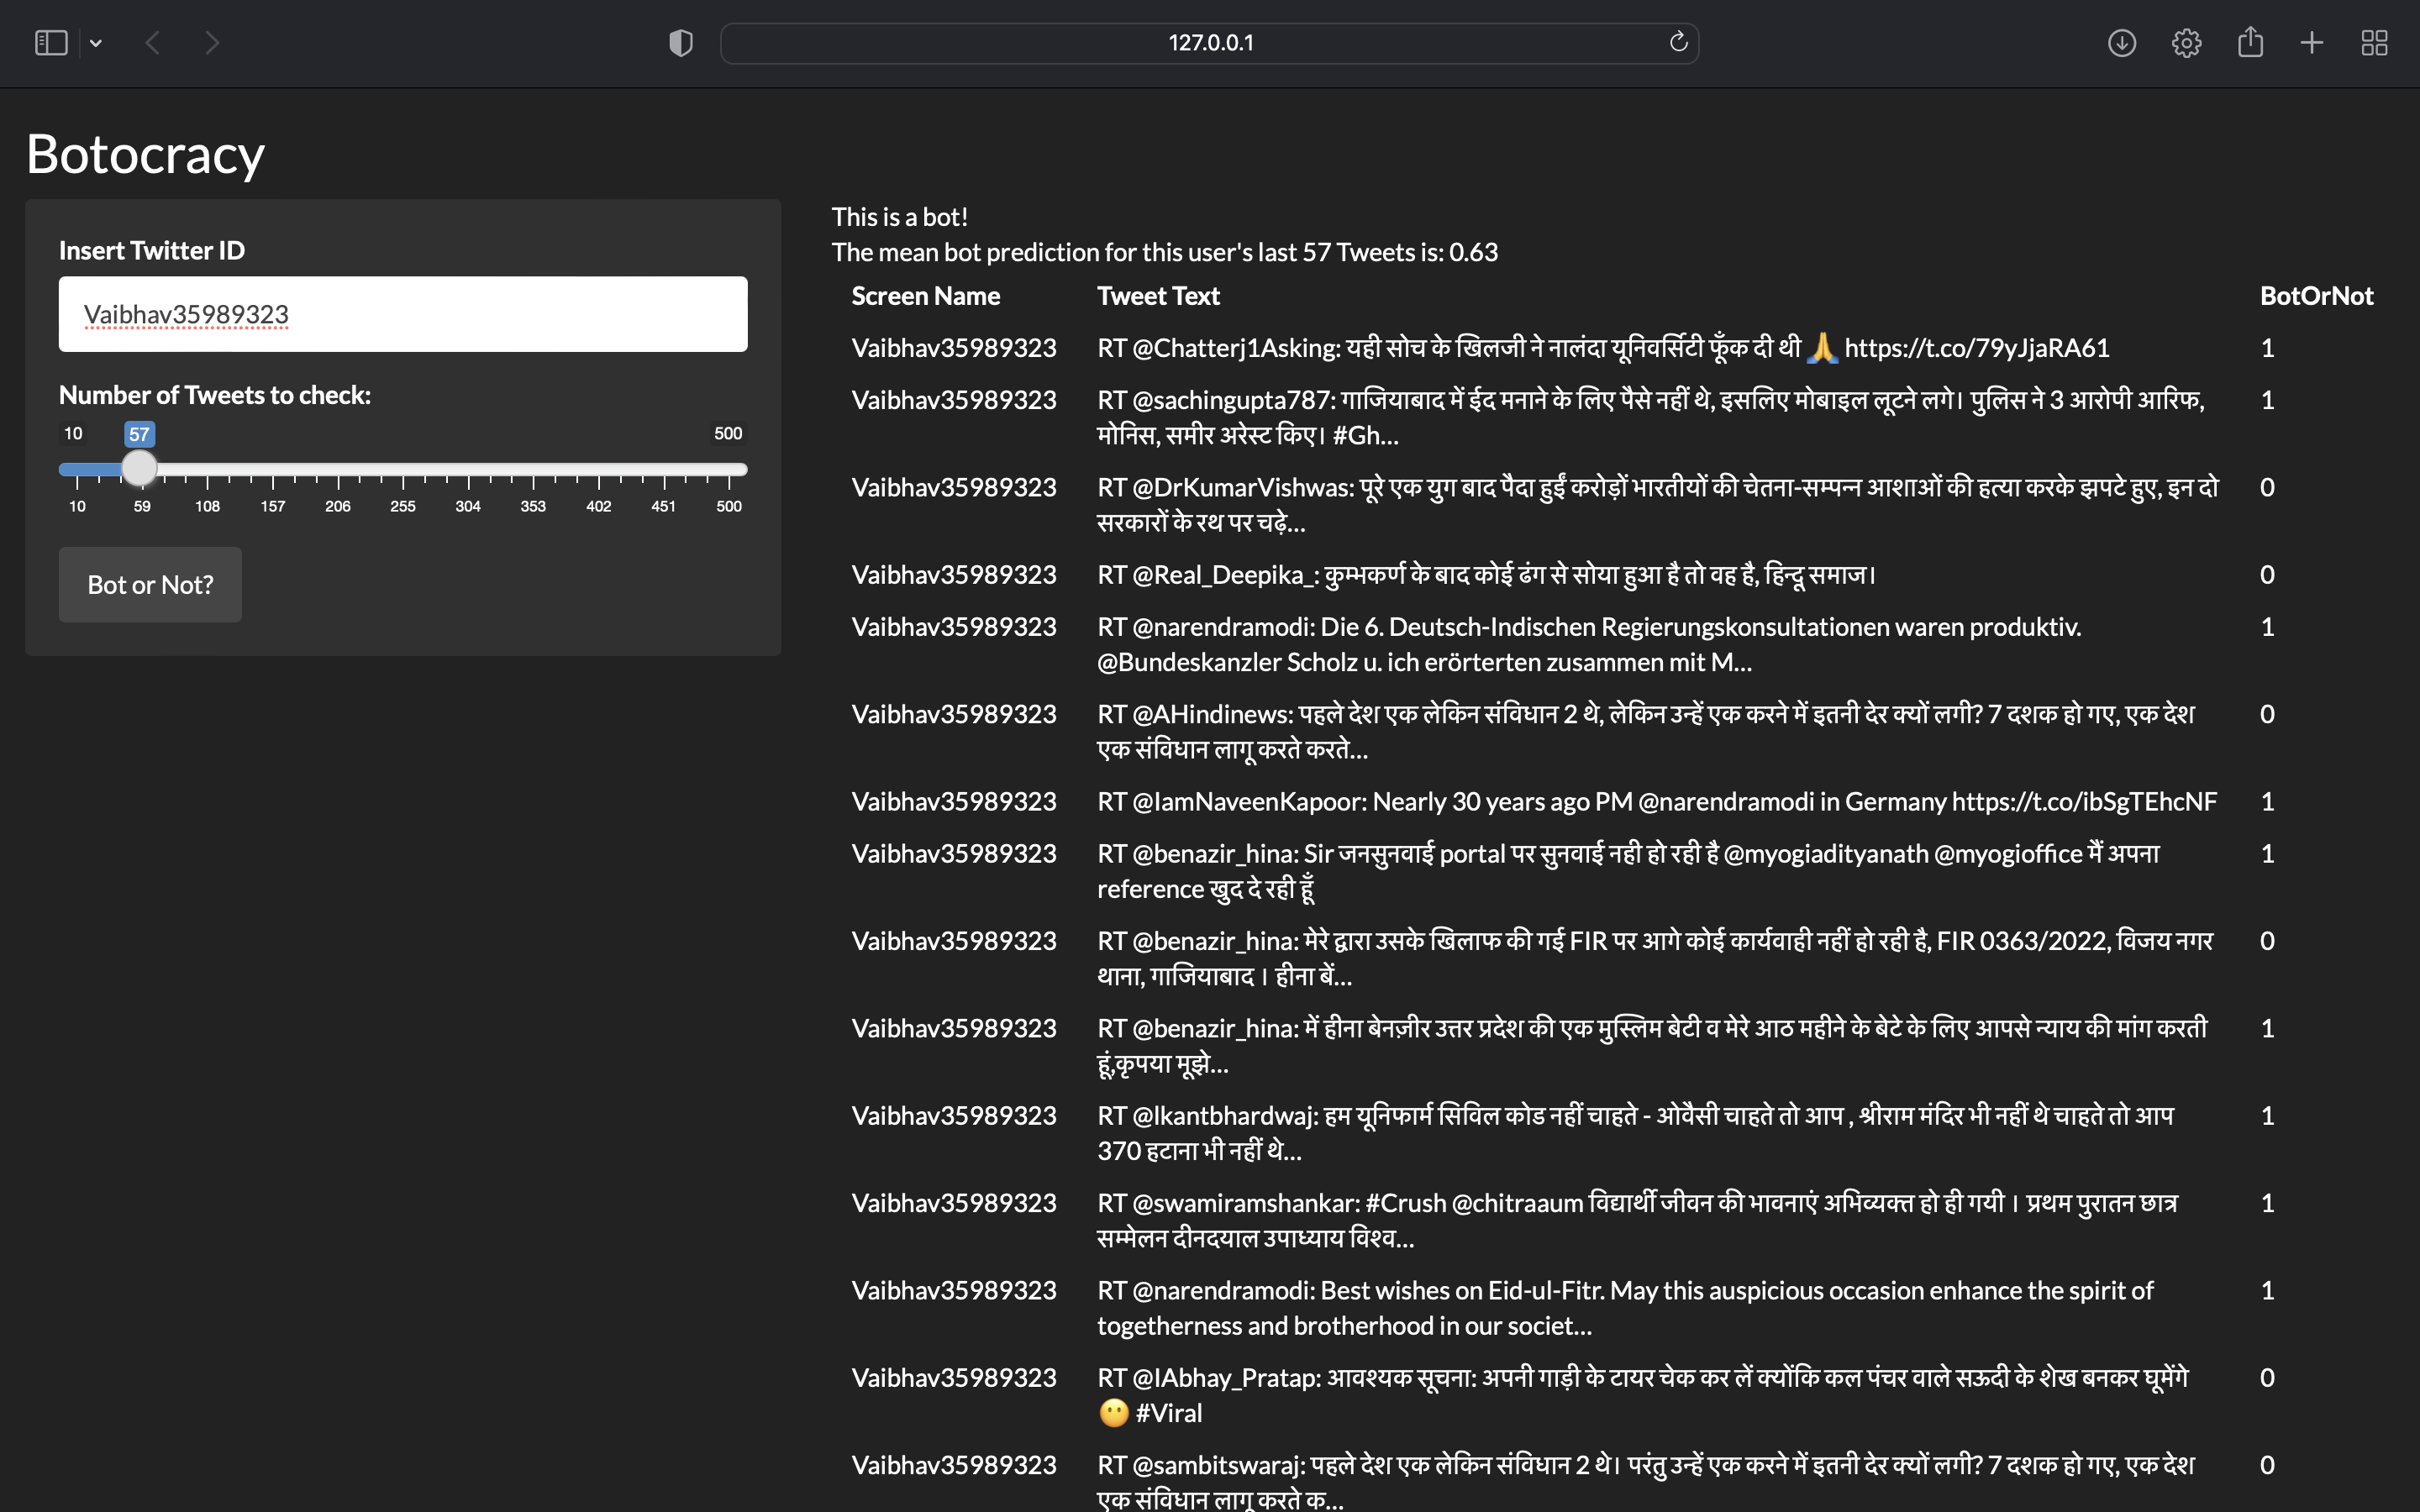 127.0.0.1
Botocracy
Insert Twitter ID
Vaibhav35989323
Number of Tweets to check:
10 57 500
10 59 108 157 206 255 304 353 402 451 500
Bot or Not?
This is a bot!
The mean bot prediction for this user's last 57 Tweets is: 0.63
Screen Name Tweet Text BotOrNot
Vaibhav35989323 RT @Chatterj1Asking: यही सोच के खिलजी ने नालंदा यूनिवर्सिटी फूँक दी थी 🙏 https://t.co/79yJjaRA61 1
Vaibhav35989323 RT @sachingupta787: गाजियाबाद में ईद मनाने के लिए पैसे नहीं थे, इसलिए मोबाइल लूटने लगे। पुलिस ने 3 आरोपी आरिफ, 1
मोनिस, समीर अरेस्ट किए। #Gh…
Vaibhav35989323 RT @DrKumarVishwas: पूरे एक युग बाद पैदा हुईं करोड़ों भारतीयों की चेतना-सम्पन्न आशाओं की हत्या करके झपटे हुए, इन दो 0
सरकारों के रथ पर चढ़े…
Vaibhav35989323 RT @Real_Deepika_: कुम्भकर्ण के बाद कोई ढंग से सोया हुआ है तो वह है, हिन्दू समाज। 0
Vaibhav35989323 RT @narendramodi: Die 6. Deutsch-Indischen Regierungskonsultationen waren produktiv. 1
@Bundeskanzler Scholz u. ich erörterten zusammen mit M…
Vaibhav35989323 RT @AHindinews: पहले देश एक लेकिन संविधान 2 थे, लेकिन उन्हें एक करने में इतनी देर क्यों लगी? 7 दशक हो गए, एक देश 0
एक संविधान लागू करते करते…
Vaibhav35989323 RT @IamNaveenKapoor: Nearly 30 years ago PM @narendramodi in Germany https://t.co/ibSgTEhcNF 1
Vaibhav35989323 RT @benazir_hina: Sir जनसुनवाई portal पर सुनवाई नही हो रही है @myogiadityanath @myogioffice मैं अपना 1
reference खुद दे रही हूँ
Vaibhav35989323 RT @benazir_hina: मेरे द्वारा उसके खिलाफ की गई FIR पर आगे कोई कार्यवाही नहीं हो रही है, FIR 0363/2022, विजय नगर 0
थाना, गाजियाबाद । हीना बें…
Vaibhav35989323 RT @benazir_hina: में हीना बेनज़ीर उत्तर प्रदेश की एक मुस्लिम बेटी व मेरे आठ महीने के बेटे के लिए आपसे न्याय की मांग करती 1
हूं,कृपया मूझे…
Vaibhav35989323 RT @lkantbhardwaj: हम यूनिफार्म सिविल कोड नहीं चाहते - ओवैसी चाहते तो आप , श्रीराम मंदिर भी नहीं थे चाहते तो आप 1
370 हटाना भी नहीं थे…
Vaibhav35989323 RT @swamiramshankar: #Crush @chitraaum विद्यार्थी जीवन की भावनाएं अभिव्यक्त हो ही गयी । प्रथम पुरातन छात्र 1
सम्मेलन दीनदयाल उपाध्याय विश्व…
Vaibhav35989323 RT @narendramodi: Best wishes on Eid-ul-Fitr. May this auspicious occasion enhance the spirit of 1
togetherness and brotherhood in our societ…
Vaibhav35989323 RT @IAbhay_Pratap: आवश्यक सूचना: अपनी गाड़ी के टायर चेक कर लें क्योंकि कल पंचर वाले सऊदी के शेख बनकर घूमेंगे 0
😶 #Viral
Vaibhav35989323 RT @sambitswaraj: पहले देश एक लेकिन संविधान 2 थे। परंतु उन्हें एक करने में इतनी देर क्यों लगी? 7 दशक हो गए, एक देश 0
एक संविधान लागू करते क…